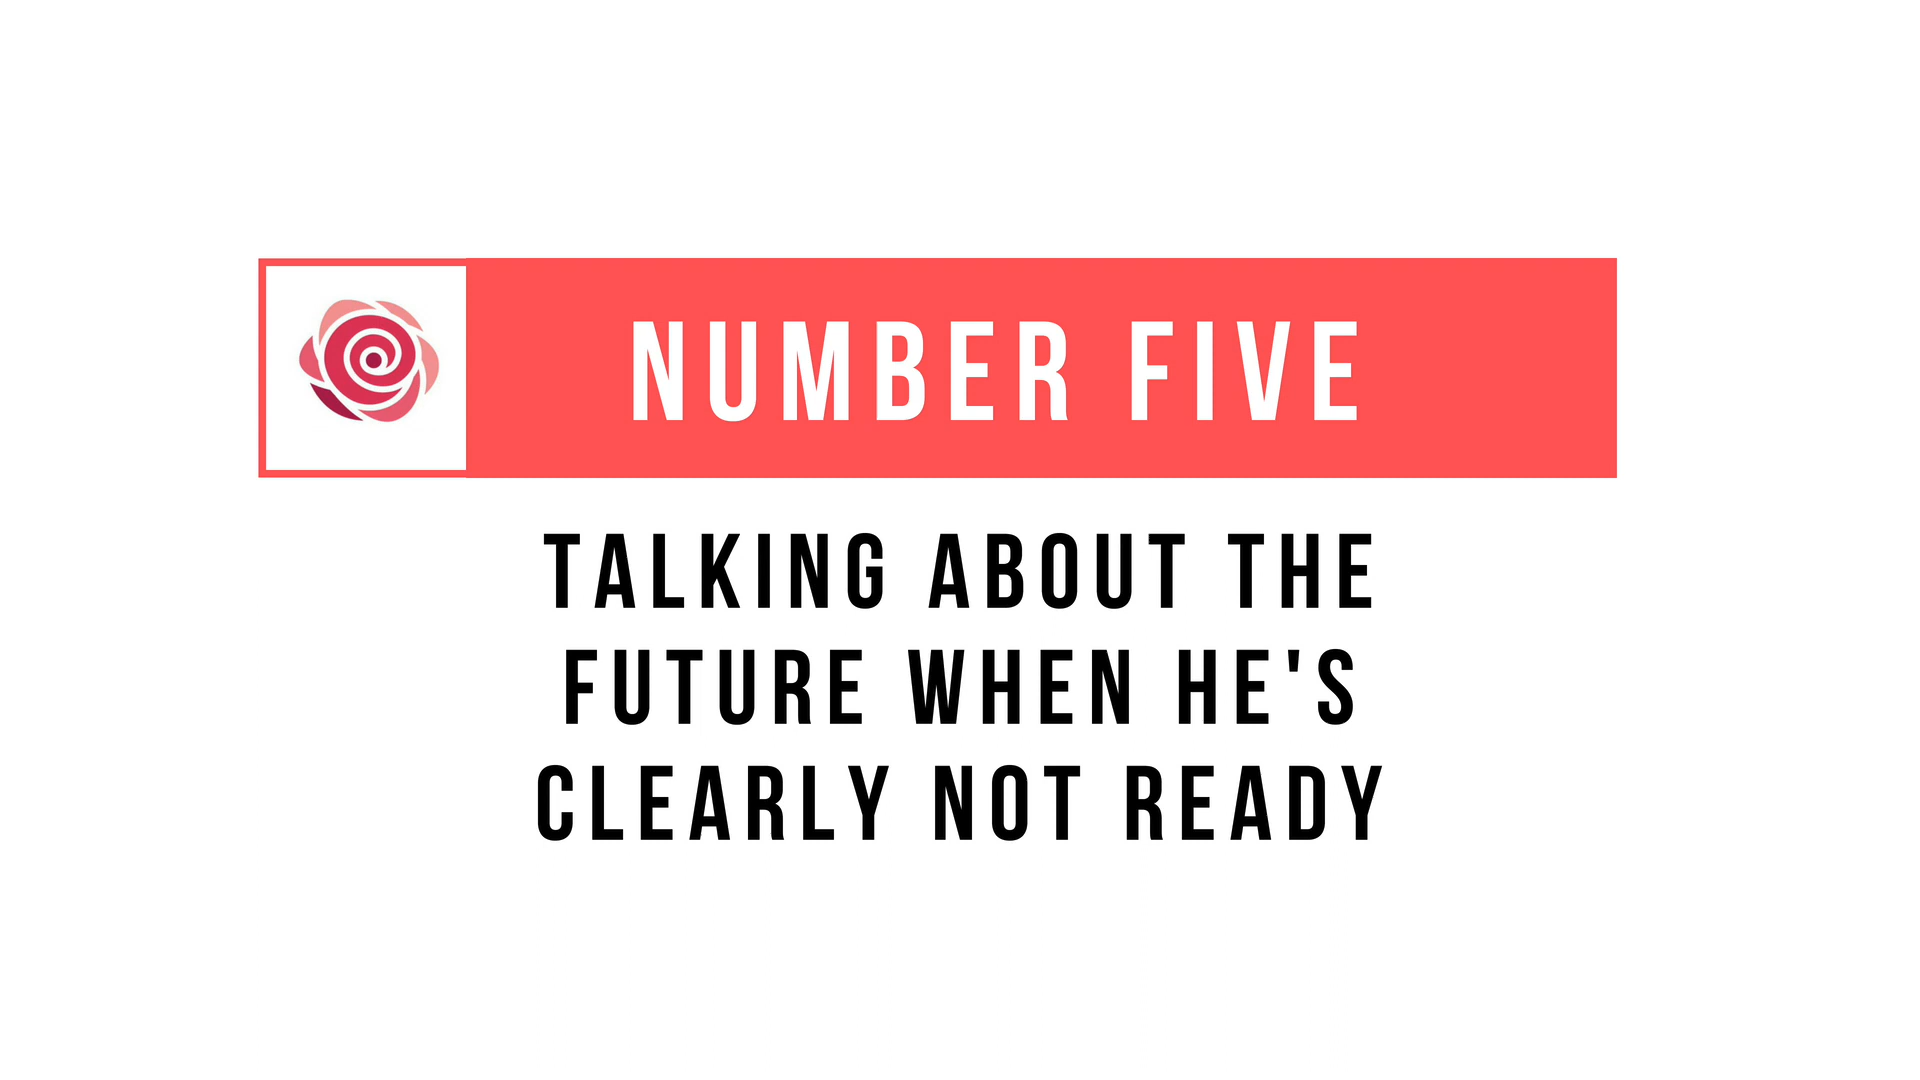 NUMBER FIVE
TALKING ABOUT THE
FUTURE WHEN HE'S
CLEARLY NOT READY